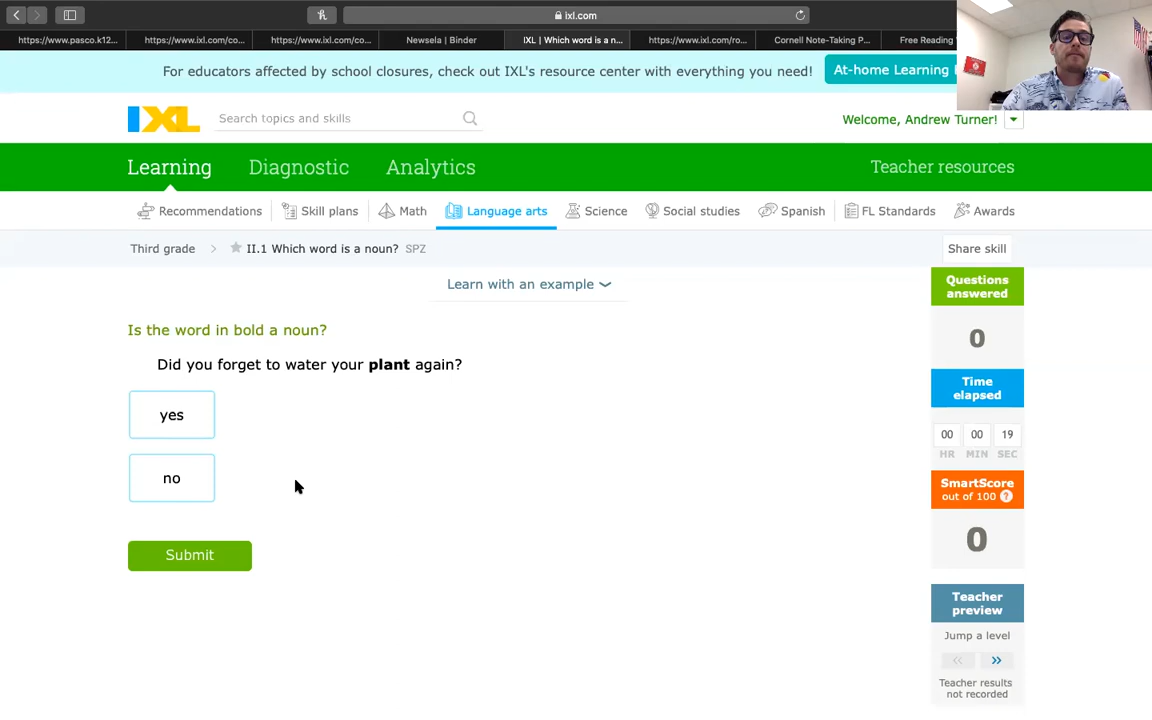 ixl.com
https://www.pasco.k12...
https://www.ixl.com/co...
https://www.ixl.com/co...
Newsela | Binder
IXL | Which word is a n...
https://www.ixl.com/ro...
Cornell Note-Taking P...
Free Reading
For educators affected by school closures, check out IXL's resource center with everything you need!
At-home Learning
IXL
Search topics and skills
Welcome, Andrew Turner!
Learning
Diagnostic
Analytics
Teacher resources
Recommendations
Skill plans
Math
Language arts
Science
Social studies
Spanish
FL Standards
Awards
Third grade > II.1 Which word is a noun? SPZ
Share skill
Learn with an example
Questions
answered
0
Is the word in bold a noun?
Did you forget to water your plant again?
yes
no
Submit
Time
elapsed
00 00 19
HR MIN SEC
SmartScore
out of 100 ?
0
Teacher
preview
Jump a level
<< >>
Teacher results
not recorded